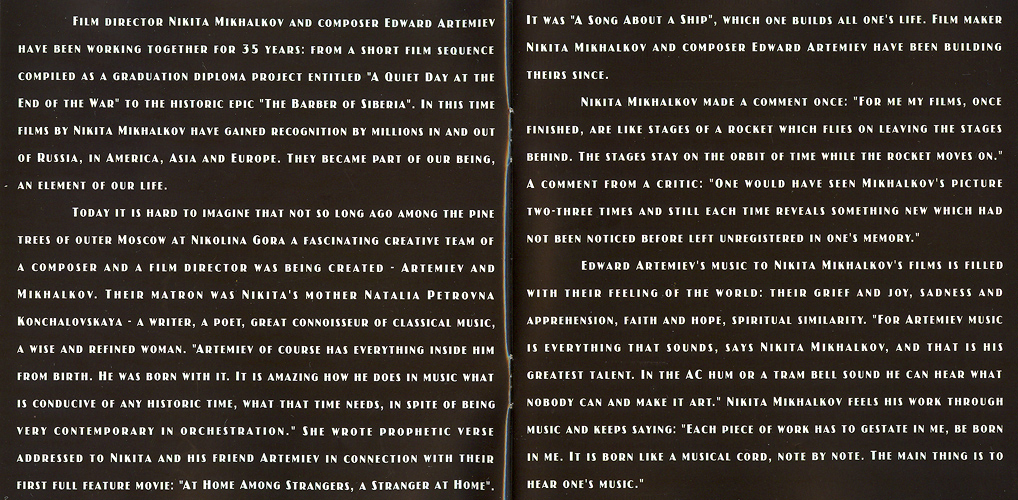 Film director Nikita Mikhalkov and composer Edward Artemiev
have been working together for 35 years: from a short film sequence
compiled as a graduation diploma project entitled "A Quiet Day at the
End of the War" to the historic epic "The Barber of Siberia". In this time
films by Nikita Mikhalkov have gained recognition by millions in and out
of Russia, in America, Asia and Europe. They became part of our being,
an element of our life.
Today it is hard to imagine that not so long ago among the pine
trees of outer Moscow at Nikolina Gora a fascinating creative team of
a composer and a film director was being created - Artemiev and
Mikhalkov. Their matron was Nikita's mother Natalia Petrovna
Konchalovskaya - a writer, a poet, great connoisseur of classical music,
a wise and refined woman. "Artemiev of course has everything inside him
from birth. He was born with it. It is amazing how he does in music what
is conducive of any historic time, what that time needs, in spite of being
very contemporary in orchestration." She wrote prophetic verse
addressed to Nikita and his friend Artemiev in connection with their
first full feature movie: "At Home Among Strangers, a Stranger at Home".
It was "A Song About a Ship", which one builds all one's life. Film maker
Nikita Mikhalkov and composer Edward Artemiev have been building
theirs since.
Nikita Mikhalkov made a comment once: "For me my films, once
finished, are like stages of a rocket which flies on leaving the stages
behind. The stages stay on the orbit of time while the rocket moves on."
A comment from a critic: "One would have seen Mikhalkov's picture
two-three times and still each time reveals something new which had
not been noticed before left unregistered in one's memory."
Edward Artemiev's music to Nikita Mikhalkov's films is filled
with their feeling of the world: their grief and joy, sadness and
apprehension, faith and hope, spiritual similarity. "For Artemiev music
is everything that sounds, says Nikita Mikhalkov, and that is his
greatest talent. In the AC hum or a tram bell sound he can hear what
nobody can and make it art." Nikita Mikhalkov feels his work through
music and keeps saying: "Each piece of work has to gestate in me, be born
in me. It is born like a musical cord, note by note. The main thing is to
hear one's music."